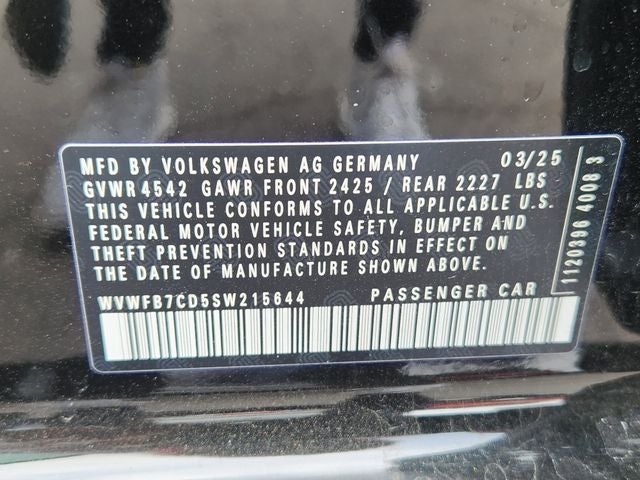 MFD BY VOLKSWAGEN AG GERMANY 03/25
GVWR 4542 GAWR FRONT 2425 / REAR 2227 LBS
THIS VEHICLE CONFORMS TO ALL APPLICABLE U.S.
FEDERAL MOTOR VEHICLE SAFETY, BUMPER AND
THEFT PREVENTION STANDARDS IN EFFECT ON
THE DATE OF MANUFACTURE SHOWN ABOVE.
WVWFB7CD5SW215644 PASSENGER CAR
1120396 4008 3